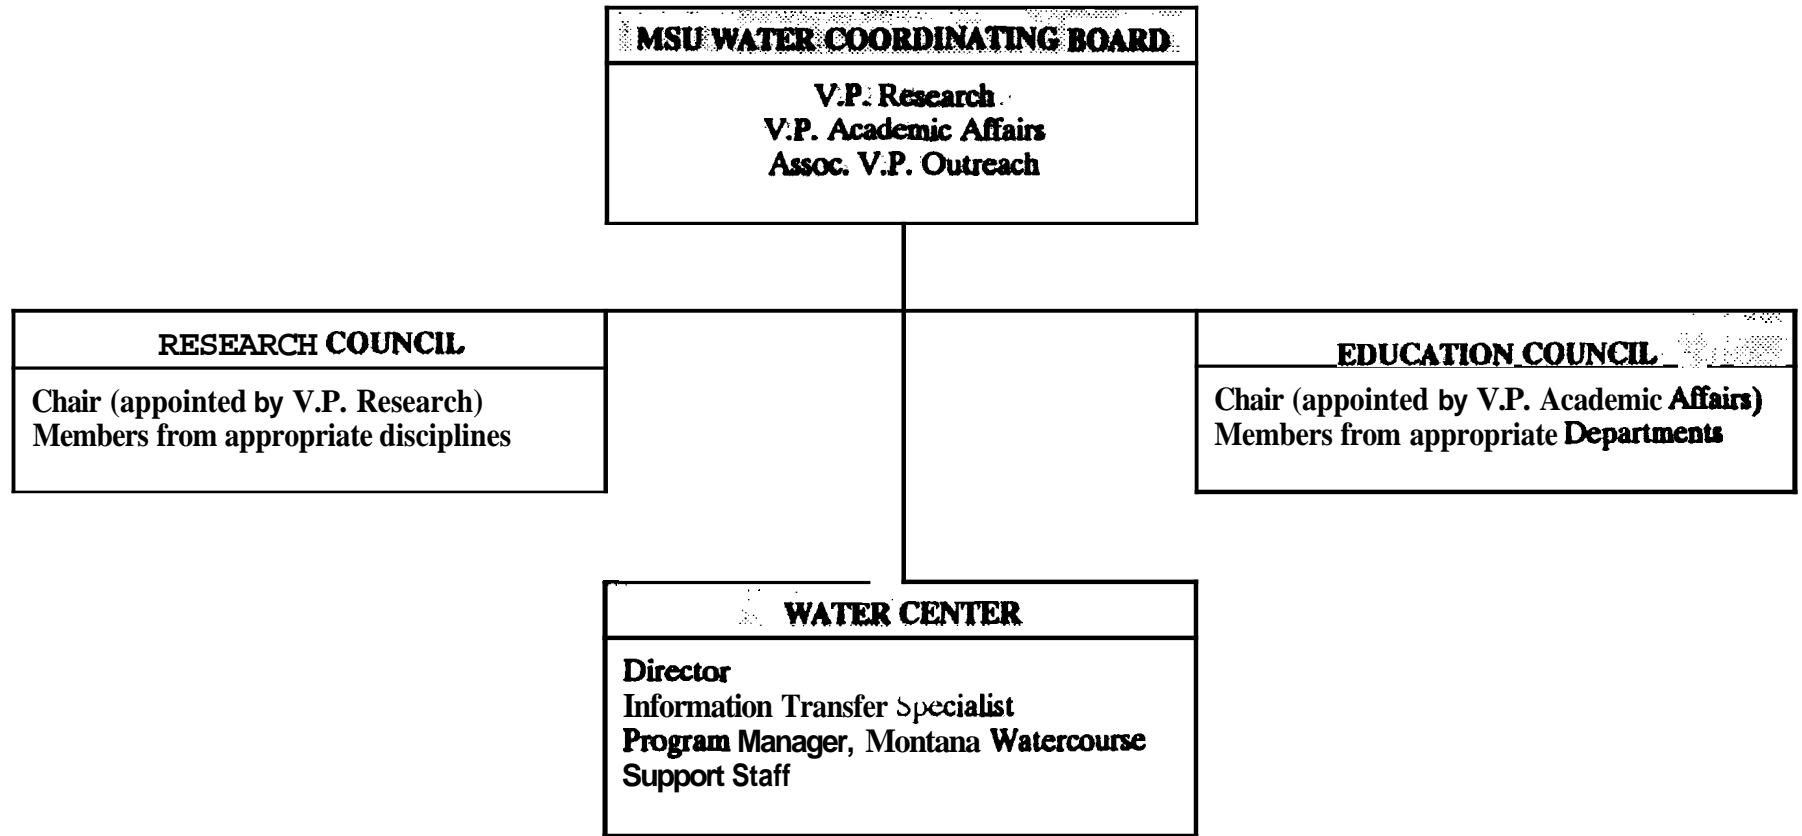 MSU WATER COORDINATING BOARD
V.P. Research
V.P. Academic Affairs
Assoc. V.P. Outreach
RESEARCH COUNCIL
Chair (appointed by V.P. Research)
Members from appropriate disciplines
EDUCATION COUNCIL
Chair (appointed by V.P. Academic Affairs)
Members from appropriate Departments
WATER CENTER
Director
Information Transfer Specialist
Program Manager, Montana Watercourse
Support Staff